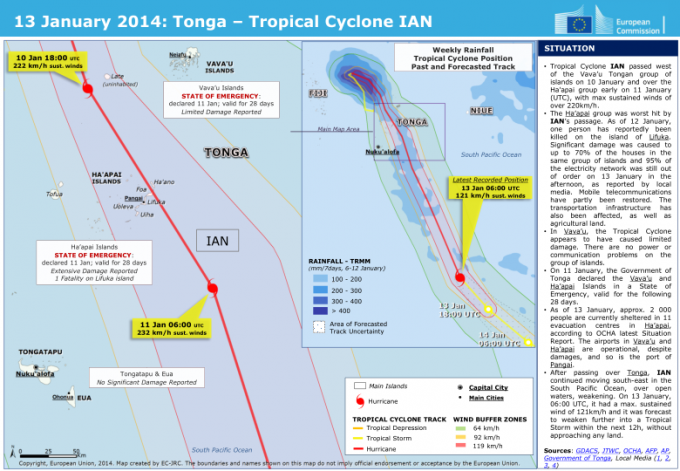 13 January 2014: Tonga – Tropical Cyclone IAN
European
Commission
10 Jan 18:00 UTC
222 km/h sust. winds
Late
(uninhabited)
Neiafu
VAVA'U
ISLANDS
Vava'u Islands
STATE OF EMERGENCY:
declared 11 Jan; valid for 28 days
Limited Damage Reported
TONGA
HA'APAI
ISLANDS
Ha'ano
Foa
Pangai
Lifuka
Uoleva
Uiha
Tofua
IAN
Ha'apai Islands
STATE OF EMERGENCY:
declared 11 Jan; valid for 28 days
Extensive Damage Reported
1 Fatality on Lifuka island
11 Jan 06:00 UTC
232 km/h sust. winds
TONGATAPU
Nuku'alofa
Ohonua
EUA
Tongatapu & Eua
No Significant Damage Reported
South Pacific Ocean
0 25 50
Km
Copyright, European Union, 2014. Map created by EC-JRC. The boundaries and names shown on this map do not imply official endorsement or acceptance by the European Union.
Weekly Rainfall
Tropical Cyclone Position
Past and Forecasted Track
FIJI
TONGA
NIUE
Main Map Area
Nuku'alofa
South Pacific Ocean
Latest Recorded Position
13 Jan 06:00 UTC
121 km/h sust. winds
13 Jan
18:00 UTC
14 Jan
06:00 UTC
RAINFALL - TRMM
(mm/7days, 6-12 January)
100 - 200
200 - 300
300 - 400
> 400
Area of Forecasted
Track Uncertainty
Main Islands
Hurricane
Capital City
Main Cities
TROPICAL CYCLONE TRACK
Tropical Depression
Tropical Storm
Hurricane
WIND BUFFER ZONES
64 km/h
92 km/h
119 km/h
SITUATION
• Tropical Cyclone IAN passed west
of the Vava'u Tongan group of
islands on 10 January and over the
Ha'apai group early on 11 January
(UTC), with max sustained winds of
over 220km/h.
• The Ha'apai group was worst hit by
IAN's passage. As of 12 January,
one person has reportedly been
killed on the island of Lifuka.
Significant damage was caused to
up to 70% of the houses in the
same group of islands and 95% of
the electricity network was still out
of order on 13 January in the
afternoon, as reported by local
media. Mobile telecommunications
have partly been restored. The
transportation infrastructure has
also been affected, as well as
agricultural land.
• In Vava'u, the Tropical Cyclone
appears to have caused limited
damage. There are no power or
communication problems on the
group of islands.
• On 11 January, the Government of
Tonga declared the Vava'u and
Ha'apai Islands in a State of
Emergency, valid for the following
28 days.
• As of 13 January, approx. 2 000
people are currently sheltered in 11
evacuation centres in Ha'apai,
according to OCHA latest Situation
Report. The airports in Vava'u and
Ha'apai are operational, despite
damages, and so is the port of
Pangai.
• After passing over Tonga, IAN
continued moving south-east in the
South Pacific Ocean, over open
waters, weakening. On 13 January,
06:00 UTC, it had a max. sustained
wind of 121km/h and it was forecast
to weaken further into a Tropical
Storm within the next 12h, without
approaching any land.
Sources: GDACS, JTWC, OCHA, AFP, AP,
Government of Tonga, Local Media (1, 2,
3, 4)